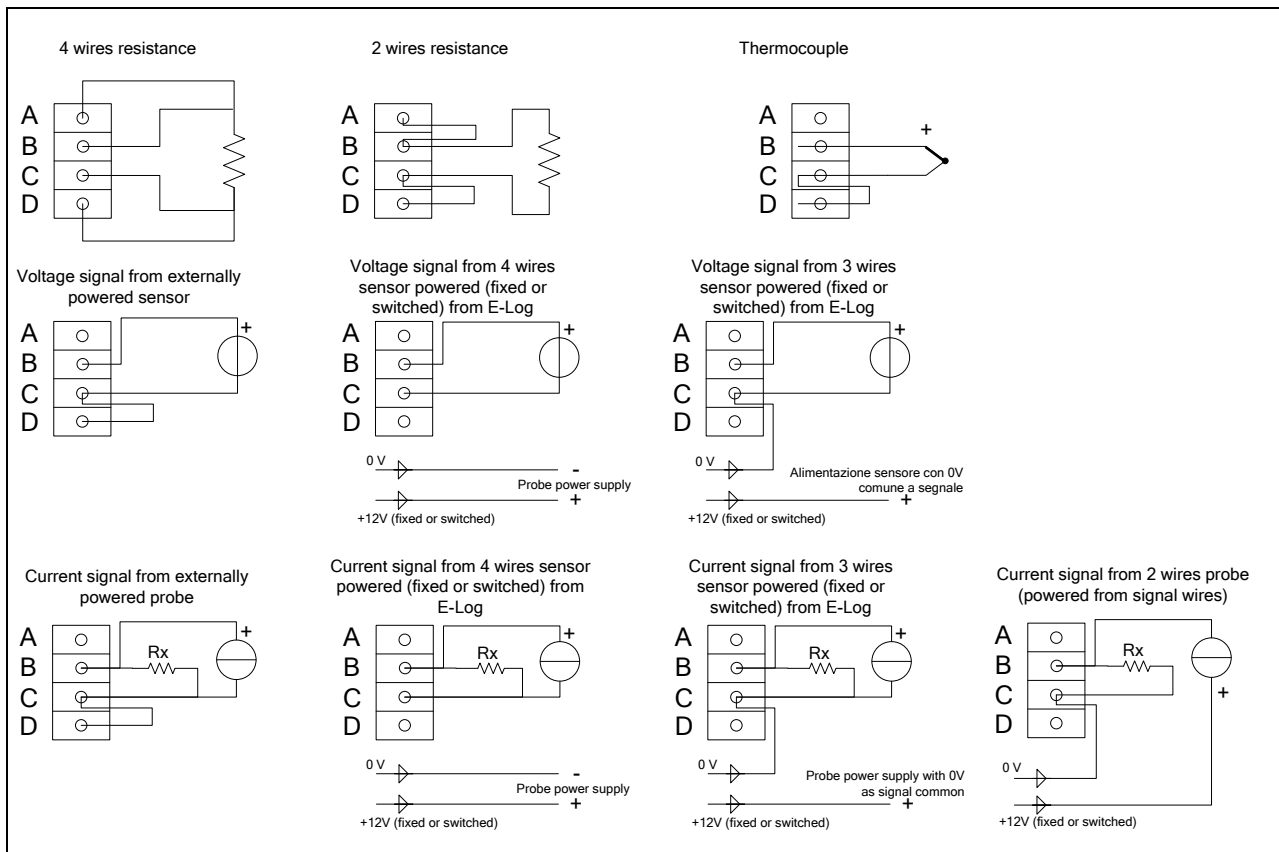 4 wires resistance
A
B
C
D
2 wires resistance
A
B
C
D
Thermocouple
A
B
C
D
+
Voltage signal from externally
powered sensor
A
B
C
D
+
Voltage signal from 4 wires
sensor powered (fixed or
switched) from E-Log
A
B
C
D
+
0 V
-
Probe power supply
+
+12V (fixed or switched)
Voltage signal from 3 wires
sensor powered (fixed or
switched) from E-Log
A
B
C
D
+
0 V
Alimentazione sensore con 0V
comune a segnale
+
+12V (fixed or switched)
Current signal from externally
powered probe
A
B
C
D
Rx
+
Current signal from 4 wires sensor
powered (fixed or switched) from
E-Log
A
B
C
D
Rx
+
0 V
-
Probe power supply
+
+12V (fixed or switched)
Current signal from 3 wires
sensor powered (fixed or
switched) from E-Log
A
B
C
D
Rx
+
0 V
Probe power supply with 0V
as signal common
+
+12V (fixed or switched)
Current signal from 2 wires probe
(powered from signal wires)
A
B
C
D
Rx
+
0 V
+12V (fixed or switched)